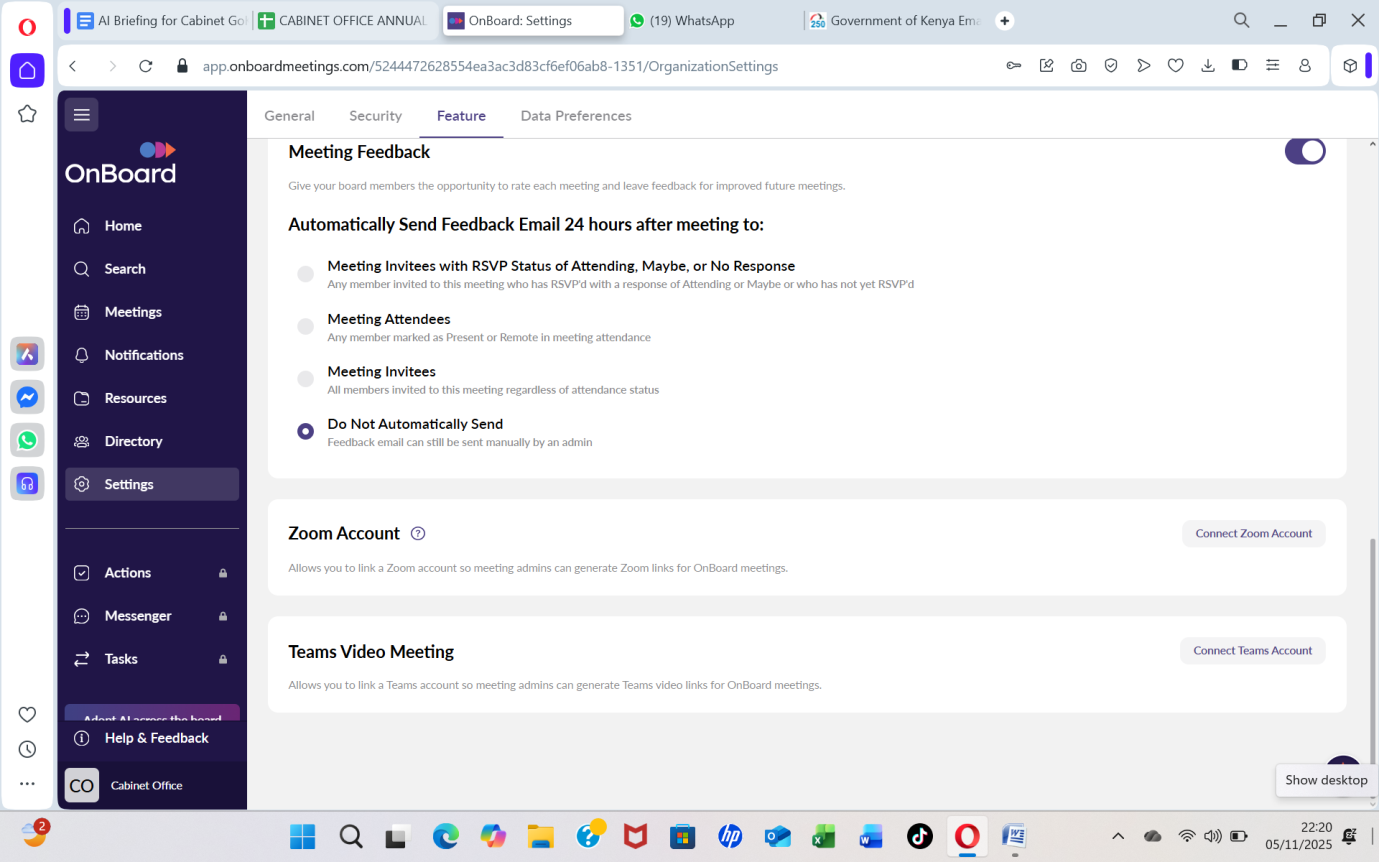 AI Briefing for Cabinet Go
CABINET OFFICE ANNUAL
OnBoard: Settings
(19) WhatsApp
250
Government of Kenya Ema
app.onboardmeetings.com/5244472628554ea3ac3d83cf6ef06ab8-1351/OrganizationSettings
General
Security
Feature
Data Preferences
OnBoard
Home
Search
Meetings
Notifications
Resources
Directory
Settings
Actions
Messenger
Tasks
Adopt AI across the board
Help & Feedback
CO
Cabinet Office
Meeting Feedback
Give your board members the opportunity to rate each meeting and leave feedback for improved future meetings.
Automatically Send Feedback Email 24 hours after meeting to:
Meeting Invitees with RSVP Status of Attending, Maybe, or No Response
Any member invited to this meeting who has RSVP'd with a response of Attending or Maybe or who has not yet RSVP'd
Meeting Attendees
Any member marked as Present or Remote in meeting attendance
Meeting Invitees
All members invited to this meeting regardless of attendance status
Do Not Automatically Send
Feedback email can still be sent manually by an admin
Zoom Account
Connect Zoom Account
Allows you to link a Zoom account so meeting admins can generate Zoom links for OnBoard meetings.
Teams Video Meeting
Connect Teams Account
Allows you to link a Teams account so meeting admins can generate Teams video links for OnBoard meetings.
Show desktop
2
22:20
05/11/2025